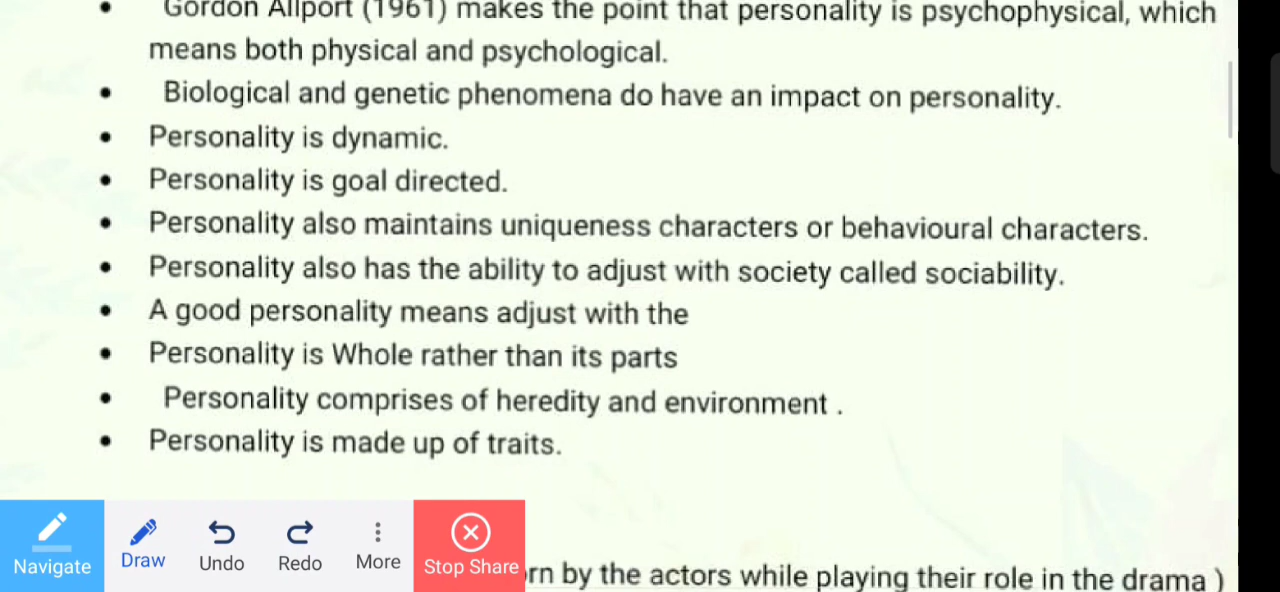 • Gordon Allport (1961) makes the point that personality is psychophysical, which
means both physical and psychological.
• Biological and genetic phenomena do have an impact on personality.
• Personality is dynamic.
• Personality is goal directed.
• Personality also maintains uniqueness characters or behavioural characters.
• Personality also has the ability to adjust with society called sociability.
• A good personality means adjust with the
• Personality is Whole rather than its parts
• Personality comprises of heredity and environment .
• Personality is made up of traits.
by the actors while playing their role in the drama )
Navigate Draw Undo Redo More Stop Share